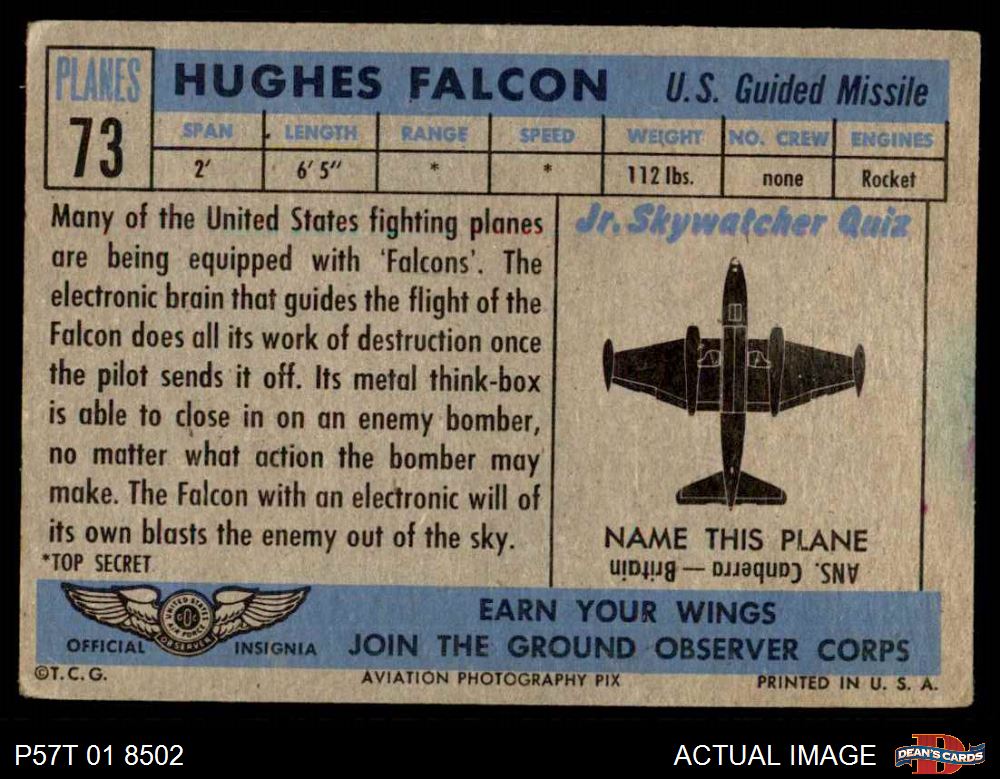 PLANES
73
HUGHES FALCON
U.S. Guided Missile
SPAN LENGTH RANGE SPEED WEIGHT NO. CREW ENGINES
2' 6' 5" * * 112 lbs. none Rocket
Many of the United States fighting planes
are being equipped with 'Falcons'. The
electronic brain that guides the flight of the
Falcon does all its work of destruction once
the pilot sends it off. Its metal think-box
is able to close in on an enemy bomber,
no matter what action the bomber may
make. The Falcon with an electronic will of
its own blasts the enemy out of the sky.
*TOP SECRET
Jr. Skywatcher Quiz
NAME THIS PLANE
ANS. Canberra — Britain
UNITED STATES
GOC
AIR FORCE
OBSERVER
OFFICIAL INSIGNIA
EARN YOUR WINGS
JOIN THE GROUND OBSERVER CORPS
©T.C.G.
AVIATION PHOTOGRAPHY PIX
PRINTED IN U. S. A.
P57T 01 8502
ACTUAL IMAGE
DEAN'S CARDS